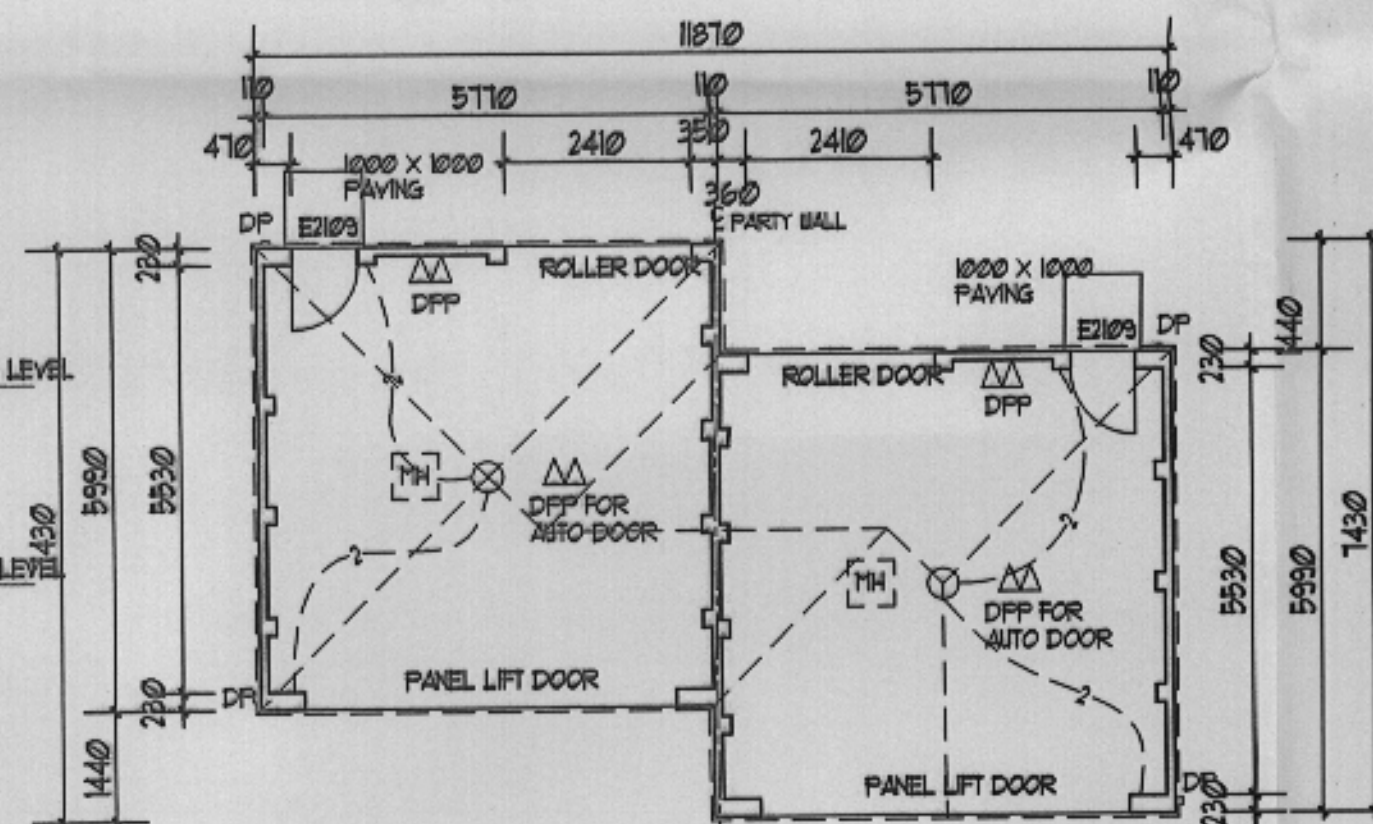 11870
110 5770 110 5770 110
470 2410 350 2410 470
1000 X 1000
PAVING
360
DP E2109 PARTY WALL
230
ROLLER DOOR
DPP
1000 X 1000
PAVING
E2109 DP
1440
230
LEVEL
ROLLER DOOR
DPP
2
MH
DPP FOR
AUTO DOOR
5990
5530
7430
2
2
LEVEL
MH
DPP FOR
AUTO DOOR
5530
5990
7430
PANEL LIFT DOOR
DP
230
2
1440
PANEL LIFT DOOR
DP
230